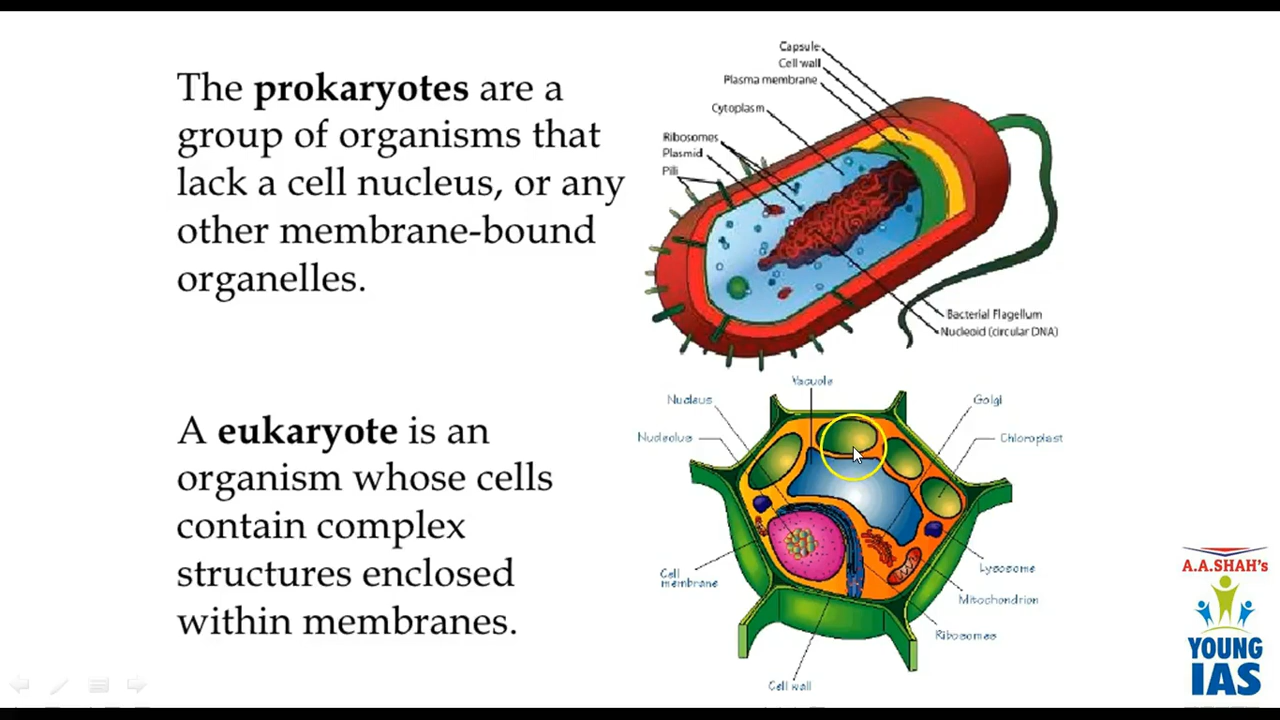 The prokaryotes are a
group of organisms that
lack a cell nucleus, or any
other membrane-bound
organelles.
Capsule
Cell wall
Plasma membrane
Cytoplasm
Ribosomes
Plasmid
Pili
Bacterial Flagellum
Nucleoid (circular DNA)
A eukaryote is an
organism whose cells
contain complex
structures enclosed
within membranes.
Vacuole
Nucleus
Golgi
Nucleolus
Chloroplast
Cell
membrane
Lysosome
Mitochondrion
Ribosomes
Cell wall
A.A.SHAH's
YOUNG
IAS